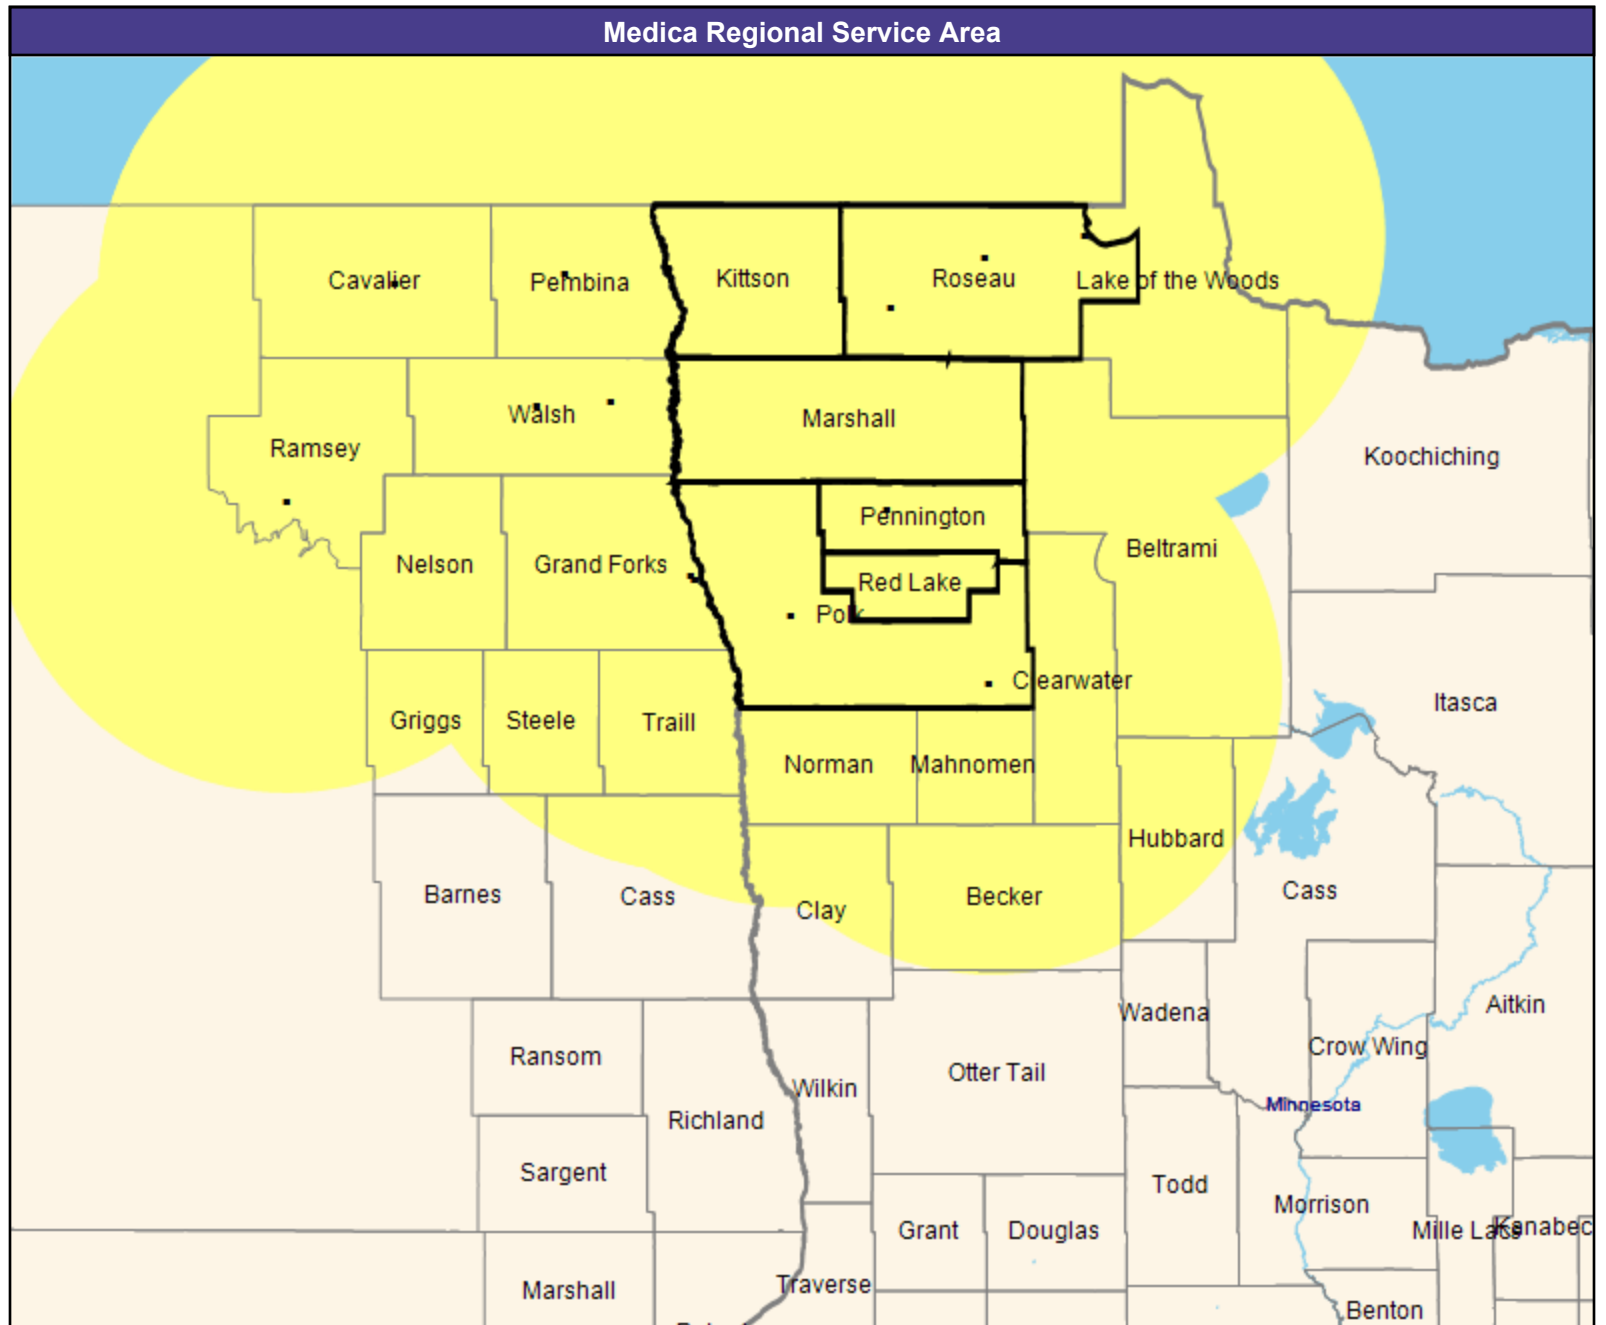 Medica Regional Service Area
Cavalier
Pembina
Kittson
Roseau
Lake of the Woods
Walsh
Marshall
Ramsey
Koochiching
Pennington
Beltrami
Nelson
Grand Forks
Red Lake
Polk
Clearwater
Itasca
Griggs
Steele
Traill
Norman
Mahnomen
Hubbard
Barnes
Cass
Clay
Becker
Cass
Wadena
Aitkin
Ransom
Crow Wing
Otter Tail
Wilkin
Minnesota
Richland
Sargent
Todd
Morrison
Grant
Douglas
Mille Lacs
Kanabec
Marshall
Traverse
Benton